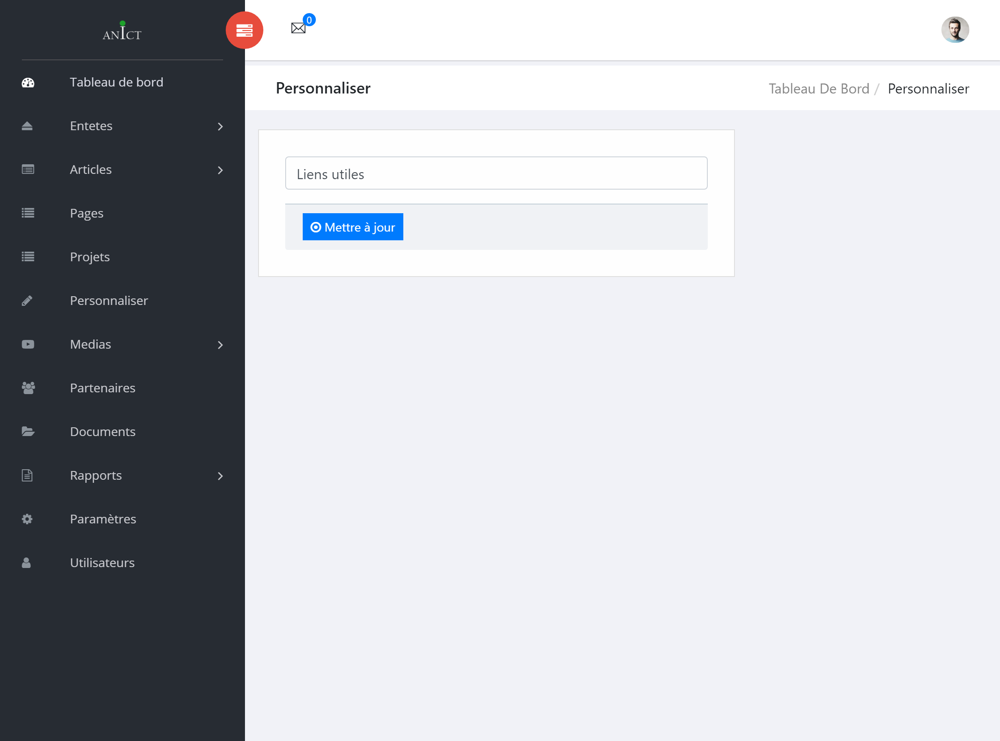 ANICT
0
Personnaliser
Tableau De Bord / Personnaliser
Tableau de bord
Entetes
Articles
Pages
Projets
Personnaliser
Medias
Partenaires
Documents
Rapports
Paramètres
Utilisateurs
Liens utiles
Mettre à jour